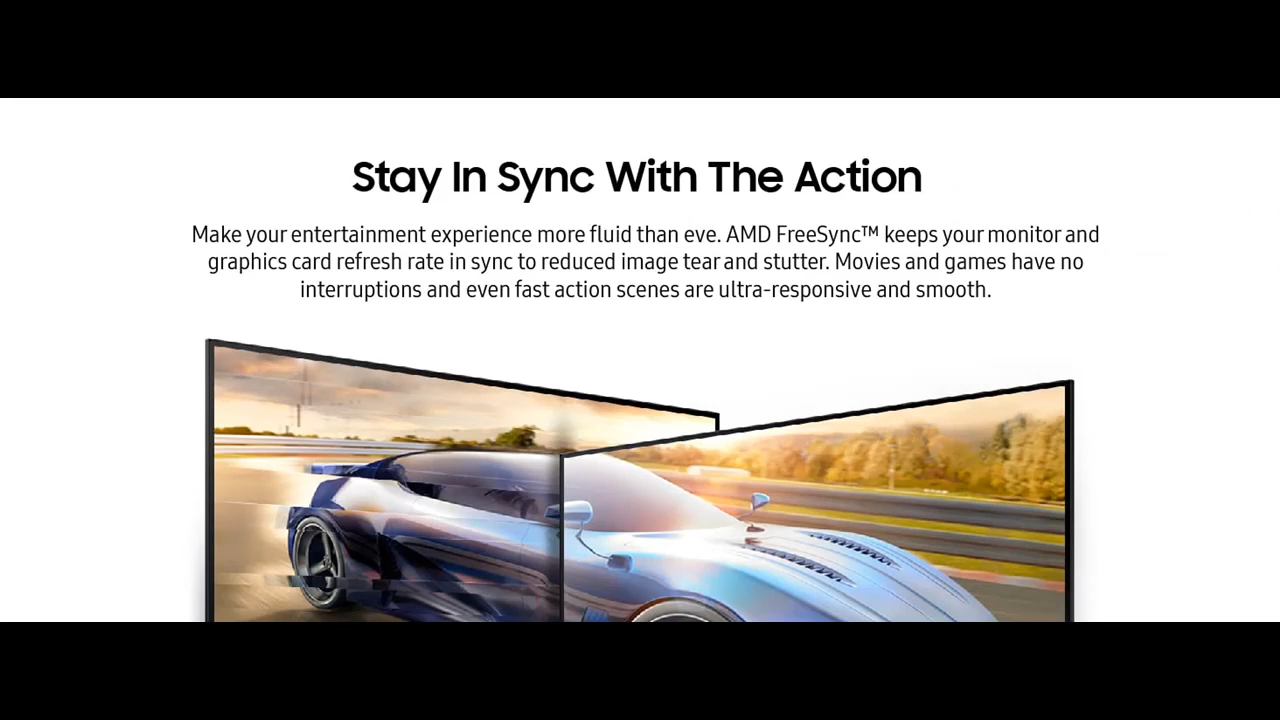 Stay In Sync With The Action
Make your entertainment experience more fluid than eve. AMD FreeSync™ keeps your monitor and
graphics card refresh rate in sync to reduced image tear and stutter. Movies and games have no
interruptions and even fast action scenes are ultra-responsive and smooth.